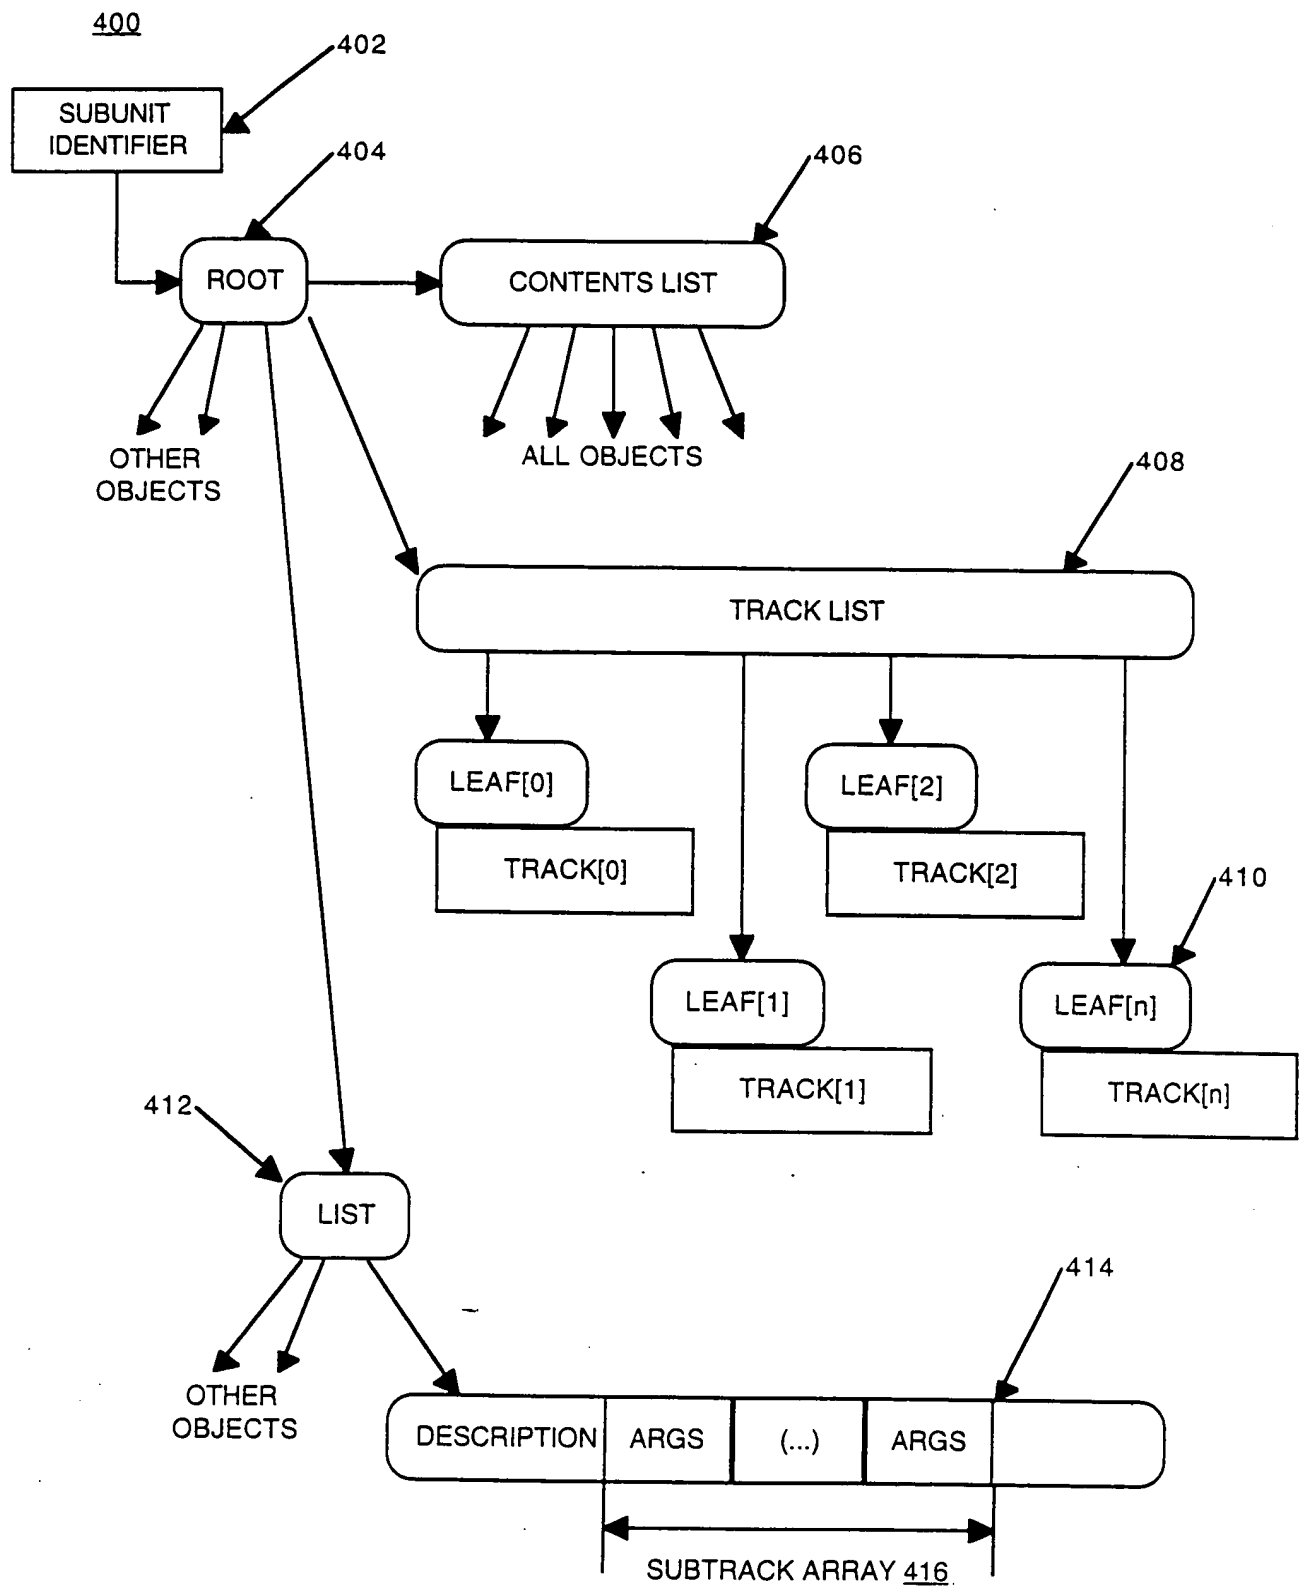 400
402
SUBUNIT
IDENTIFIER
404
406
ROOT
CONTENTS LIST
OTHER
OBJECTS
ALL OBJECTS
408
TRACK LIST
LEAF[0]
LEAF[2]
TRACK[0]
TRACK[2]
410
LEAF[1]
LEAF[n]
TRACK[1]
TRACK[n]
412
LIST
414
OTHER
OBJECTS
DESCRIPTION ARGS (...) ARGS
SUBTRACK ARRAY 416